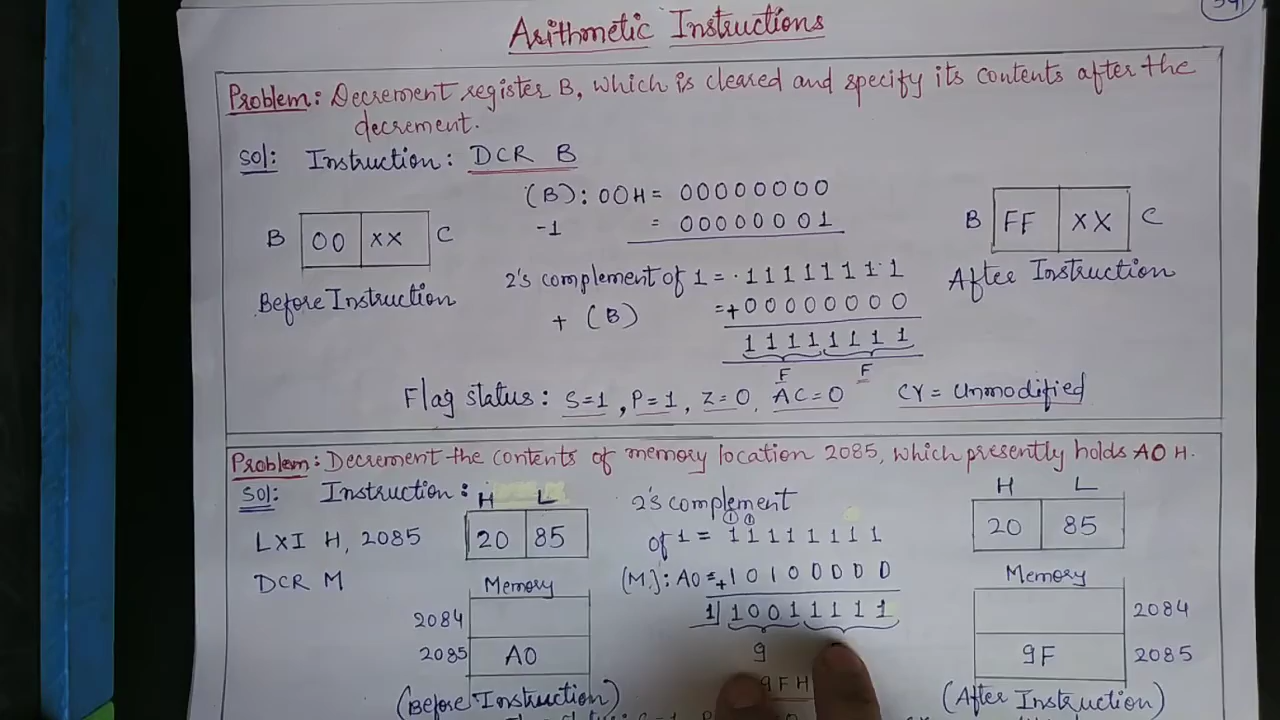 Arithmetic Instructions
Problem: Decrement register B, which is cleared and specify its contents after the
decrement.
Sol: Instruction: DCR B
(B): 00H = 00000000
-1 = 00000001
B 00 XX C
B FF XX C
Before Instruction
After Instruction
2's complement of 1 = 11111111
+ (B) =+00000000
11111111
F F
Flag status: S=1, P=1, Z=0, AC=0 CY = Unmodified
Problem: Decrement the contents of memory location 2085, which presently holds A0 H.
Sol: Instruction:
H L
LXI H, 2085
20 85
DCR M
Memory
2084
2085 A0
(Before Instruction)
2's complement
of 1 = 11111111
(M): A0 =+10100000
1 10011111
9
9FH
H L
20 85
Memory
2084
9F 2085
(After Instruction)